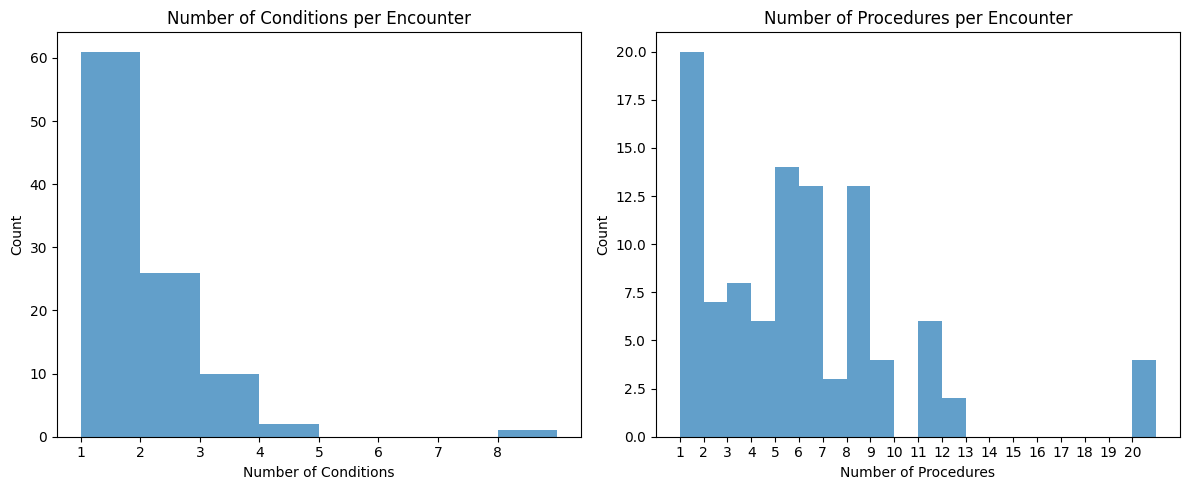 Number of Conditions per Encounter
60
50
40
30
20
10
0
Count
1 2 3 4 5 6 7 8
Number of Conditions
Number of Procedures per Encounter
20.0
17.5
15.0
12.5
10.0
7.5
5.0
2.5
0.0
Count
1 2 3 4 5 6 7 8 9 10 11 12 13 14 15 16 17 18 19 20
Number of Procedures